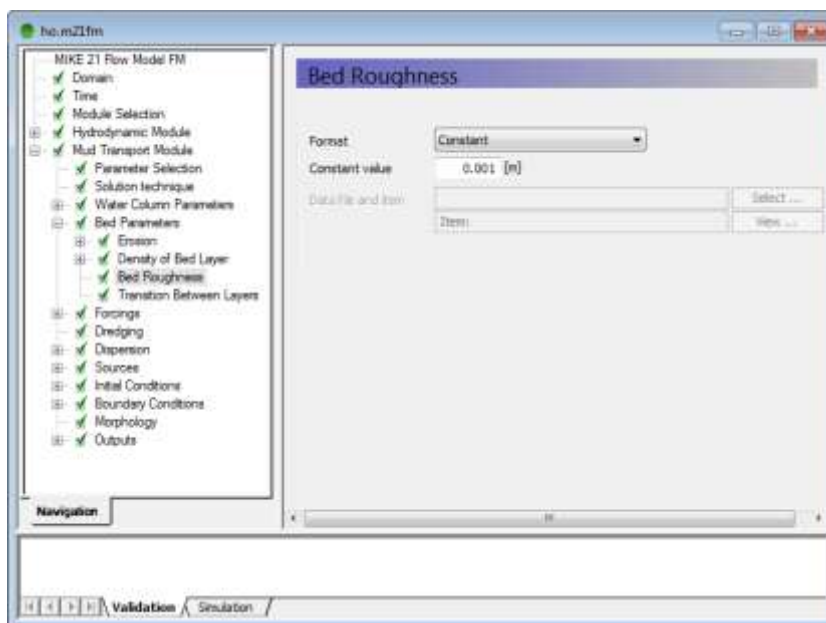 ho.m21fm
MIKE 21 Flow Model FM
Domain
Time
Module Selection
Hydrodynamic Module
Mud Transport Module
Parameter Selection
Solution technique
Water Column Parameters
Bed Parameters
Erosion
Density of Bed Layer
Bed Roughness
Transition Between Layers
Forcings
Dredging
Dispersion
Sources
Initial Conditions
Boundary Conditions
Morphology
Outputs
Navigation
Bed Roughness
Format Constant
Constant value 0.001 [m]
Data file and item Select ...
Item: View ...
Validation Simulation